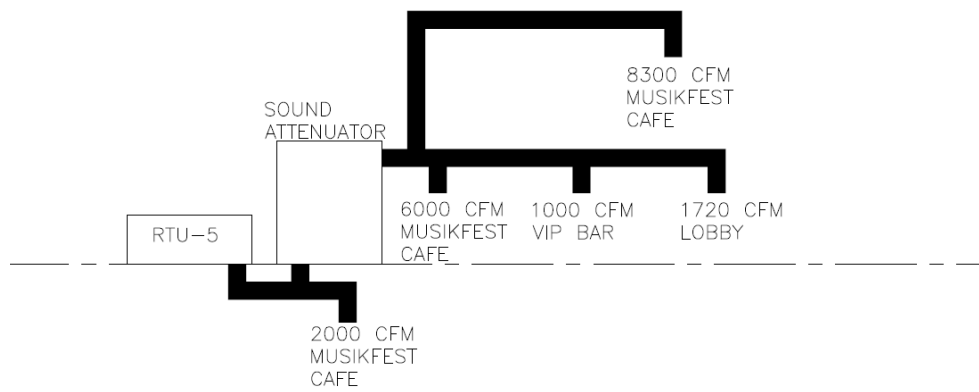 8300 CFM
MUSIKFEST
CAFE
SOUND
ATTENUATOR
6000 CFM
MUSIKFEST
CAFE
1000 CFM
VIP BAR
1720 CFM
LOBBY
RTU-5
2000 CFM
MUSIKFEST
CAFE